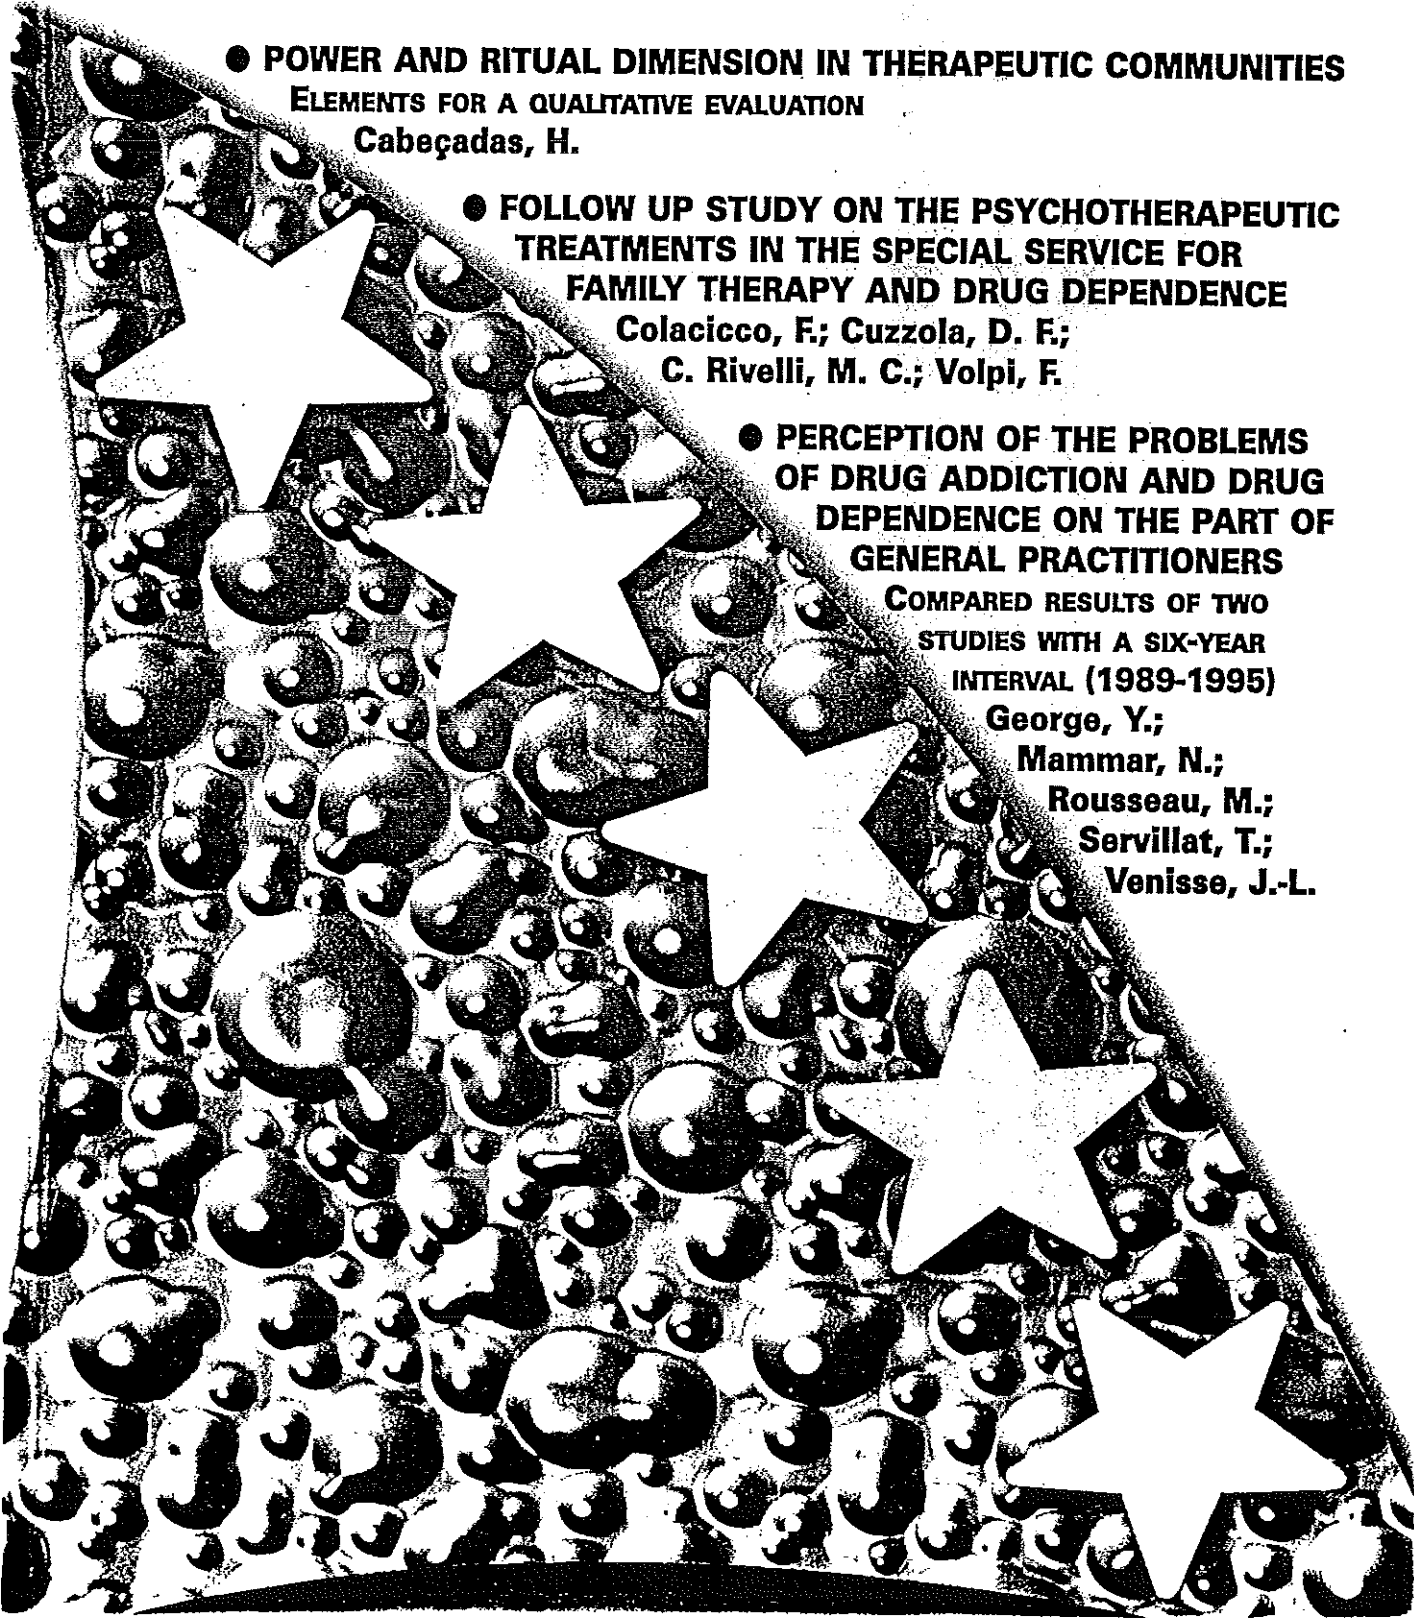 ● POWER AND RITUAL DIMENSION IN THERAPEUTIC COMMUNITIES
ELEMENTS FOR A QUALITATIVE EVALUATION
Cabeçadas, H.
● FOLLOW UP STUDY ON THE PSYCHOTHERAPEUTIC
TREATMENTS IN THE SPECIAL SERVICE FOR
FAMILY THERAPY AND DRUG DEPENDENCE
Colacicco, F.; Cuzzola, D. F.;
C. Rivelli, M. C.; Volpi, F.
● PERCEPTION OF THE PROBLEMS
OF DRUG ADDICTION AND DRUG
DEPENDENCE ON THE PART OF
GENERAL PRACTITIONERS
COMPARED RESULTS OF TWO
STUDIES WITH A SIX-YEAR
INTERVAL (1989-1995)
George, Y.;
Mammar, N.;
Rousseau, M.;
Servillat, T.;
Venisse, J.-L.